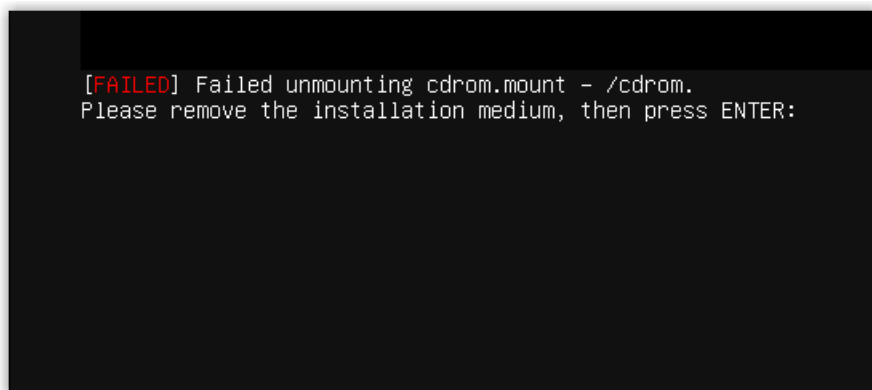 [FAILED] Failed unmounting cdrom.mount – /cdrom.
Please remove the installation medium, then press ENTER: